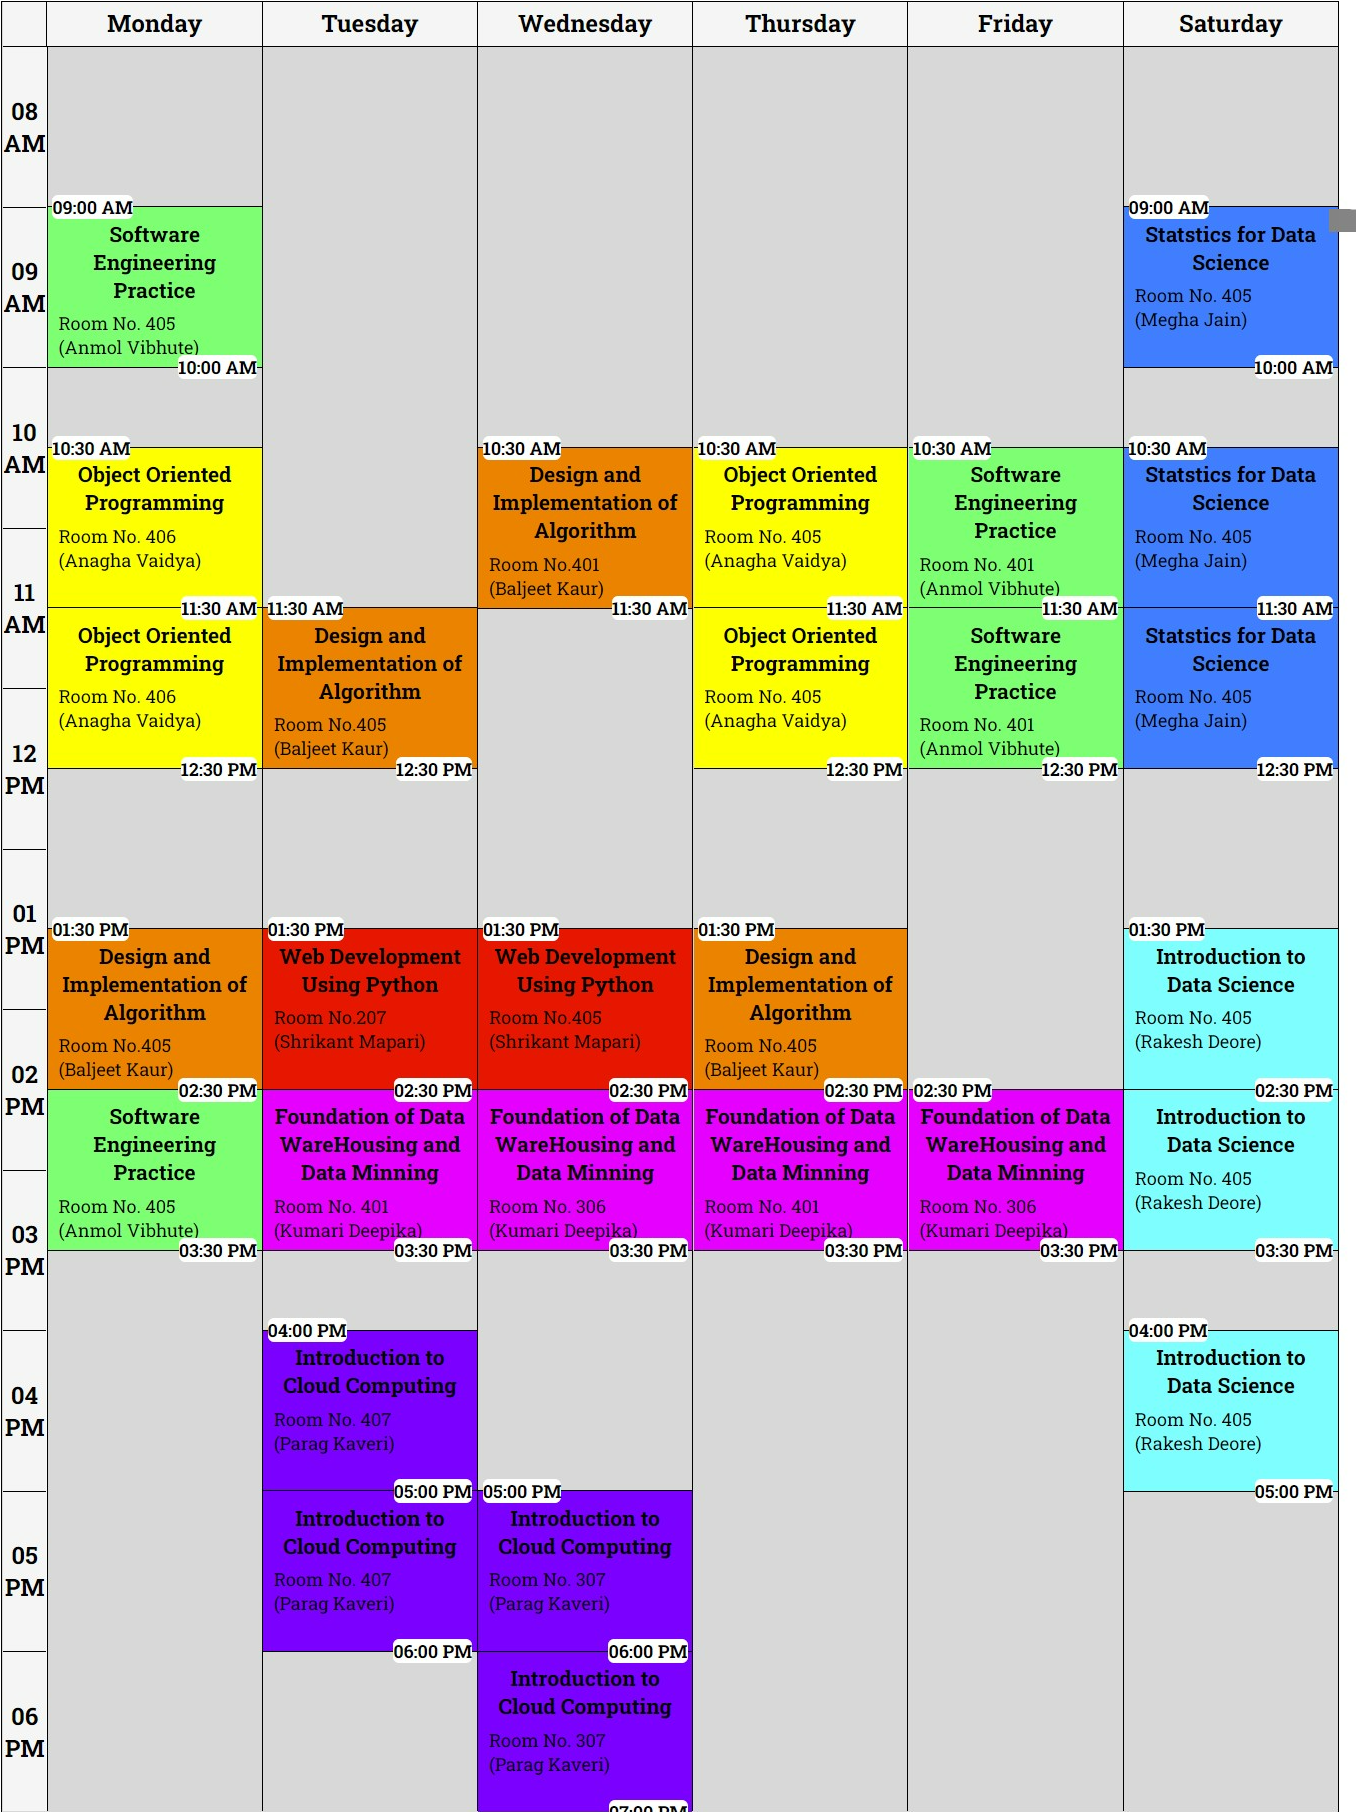 Monday
Tuesday
Wednesday
Thursday
Friday
Saturday
08
AM
09:00 AM
Software
Engineering
Practice
Room No. 405
(Anmol Vibhute)
10:00 AM
09:00 AM
Statstics for Data
Science
Room No. 405
(Megha Jain)
10:00 AM
09
AM
10
AM
10:30 AM
Object Oriented
Programming
Room No. 406
(Anagha Vaidya)
11:30 AM
10:30 AM
Design and
Implementation of
Algorithm
Room No.401
(Baljeet Kaur)
11:30 AM
10:30 AM
Object Oriented
Programming
Room No. 405
(Anagha Vaidya)
11:30 AM
10:30 AM
Software
Engineering
Practice
Room No. 401
(Anmol Vibhute)
11:30 AM
10:30 AM
Statstics for Data
Science
Room No. 405
(Megha Jain)
11:30 AM
11
AM
Object Oriented
Programming
Room No. 406
(Anagha Vaidya)
12:30 PM
11:30 AM
Design and
Implementation of
Algorithm
Room No.405
(Baljeet Kaur)
12:30 PM
Object Oriented
Programming
Room No. 405
(Anagha Vaidya)
12:30 PM
Software
Engineering
Practice
Room No. 401
(Anmol Vibhute)
12:30 PM
Statstics for Data
Science
Room No. 405
(Megha Jain)
12:30 PM
12
PM
01
PM
01:30 PM
Design and
Implementation of
Algorithm
Room No.405
(Baljeet Kaur)
02:30 PM
01:30 PM
Web Development
Using Python
Room No.207
(Shrikant Mapari)
02:30 PM
01:30 PM
Web Development
Using Python
Room No.405
(Shrikant Mapari)
02:30 PM
01:30 PM
Design and
Implementation of
Algorithm
Room No.405
(Baljeet Kaur)
02:30 PM
01:30 PM
Introduction to
Data Science
Room No. 405
(Rakesh Deore)
02:30 PM
02
PM
Software
Engineering
Practice
Room No. 405
(Anmol Vibhute)
03:30 PM
Foundation of Data
WareHousing and
Data Minning
Room No. 401
(Kumari Deepika)
03:30 PM
Foundation of Data
WareHousing and
Data Minning
Room No. 306
(Kumari Deepika)
03:30 PM
Foundation of Data
WareHousing and
Data Minning
Room No. 401
(Kumari Deepika)
03:30 PM
02:30 PM
Foundation of Data
WareHousing and
Data Minning
Room No. 306
(Kumari Deepika)
03:30 PM
Introduction to
Data Science
Room No. 405
(Rakesh Deore)
03:30 PM
03
PM
04:00 PM
Introduction to
Cloud Computing
Room No. 407
(Parag Kaveri)
05:00 PM
04:00 PM
Introduction to
Data Science
Room No. 405
(Rakesh Deore)
05:00 PM
04
PM
Introduction to
Cloud Computing
Room No. 407
(Parag Kaveri)
06:00 PM
05:00 PM
Introduction to
Cloud Computing
Room No. 307
(Parag Kaveri)
06:00 PM
05
PM
Introduction to
Cloud Computing
Room No. 307
(Parag Kaveri)
07:00 PM
06
PM